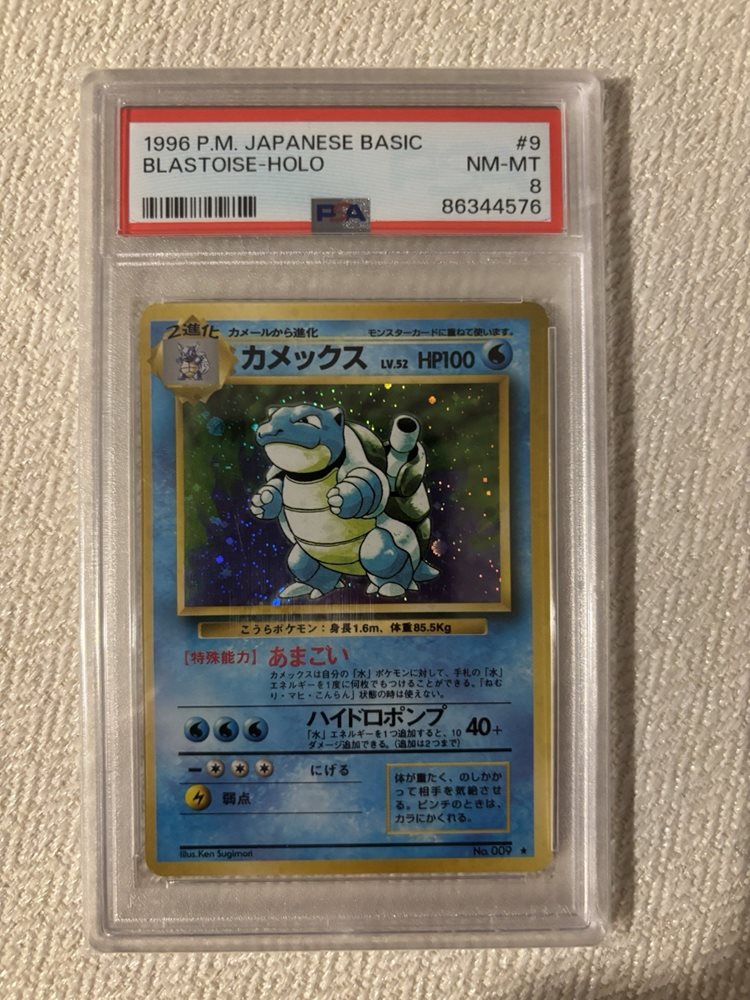 1996 P.M. JAPANESE BASIC #9
BLASTOISE-HOLO NM-MT
8
PSA 86344576
2進化 カメールから進化 モンスターカードに重ねて使います。
カメックス LV.52 HP100
こうらポケモン：身長1.6m、体重85.5Kg
【特殊能力】あまごい
カメックスは自分の「水」ポケモンに対して、手札の「水」
エネルギーを1度に何枚でもつけることができる。「ねむ
り・マヒ・こんらん」状態の時は使えない。
ハイドロポンプ 40+
「水」エネルギーを1つ追加すると、10
ダメージ追加できる。（追加は2つまで）
にげる
弱点
体が重たく、のしかか
って相手を気絶させ
る。ピンチのときは、
カラにかくれる。
Illus.Ken Sugimori No. 009 ★